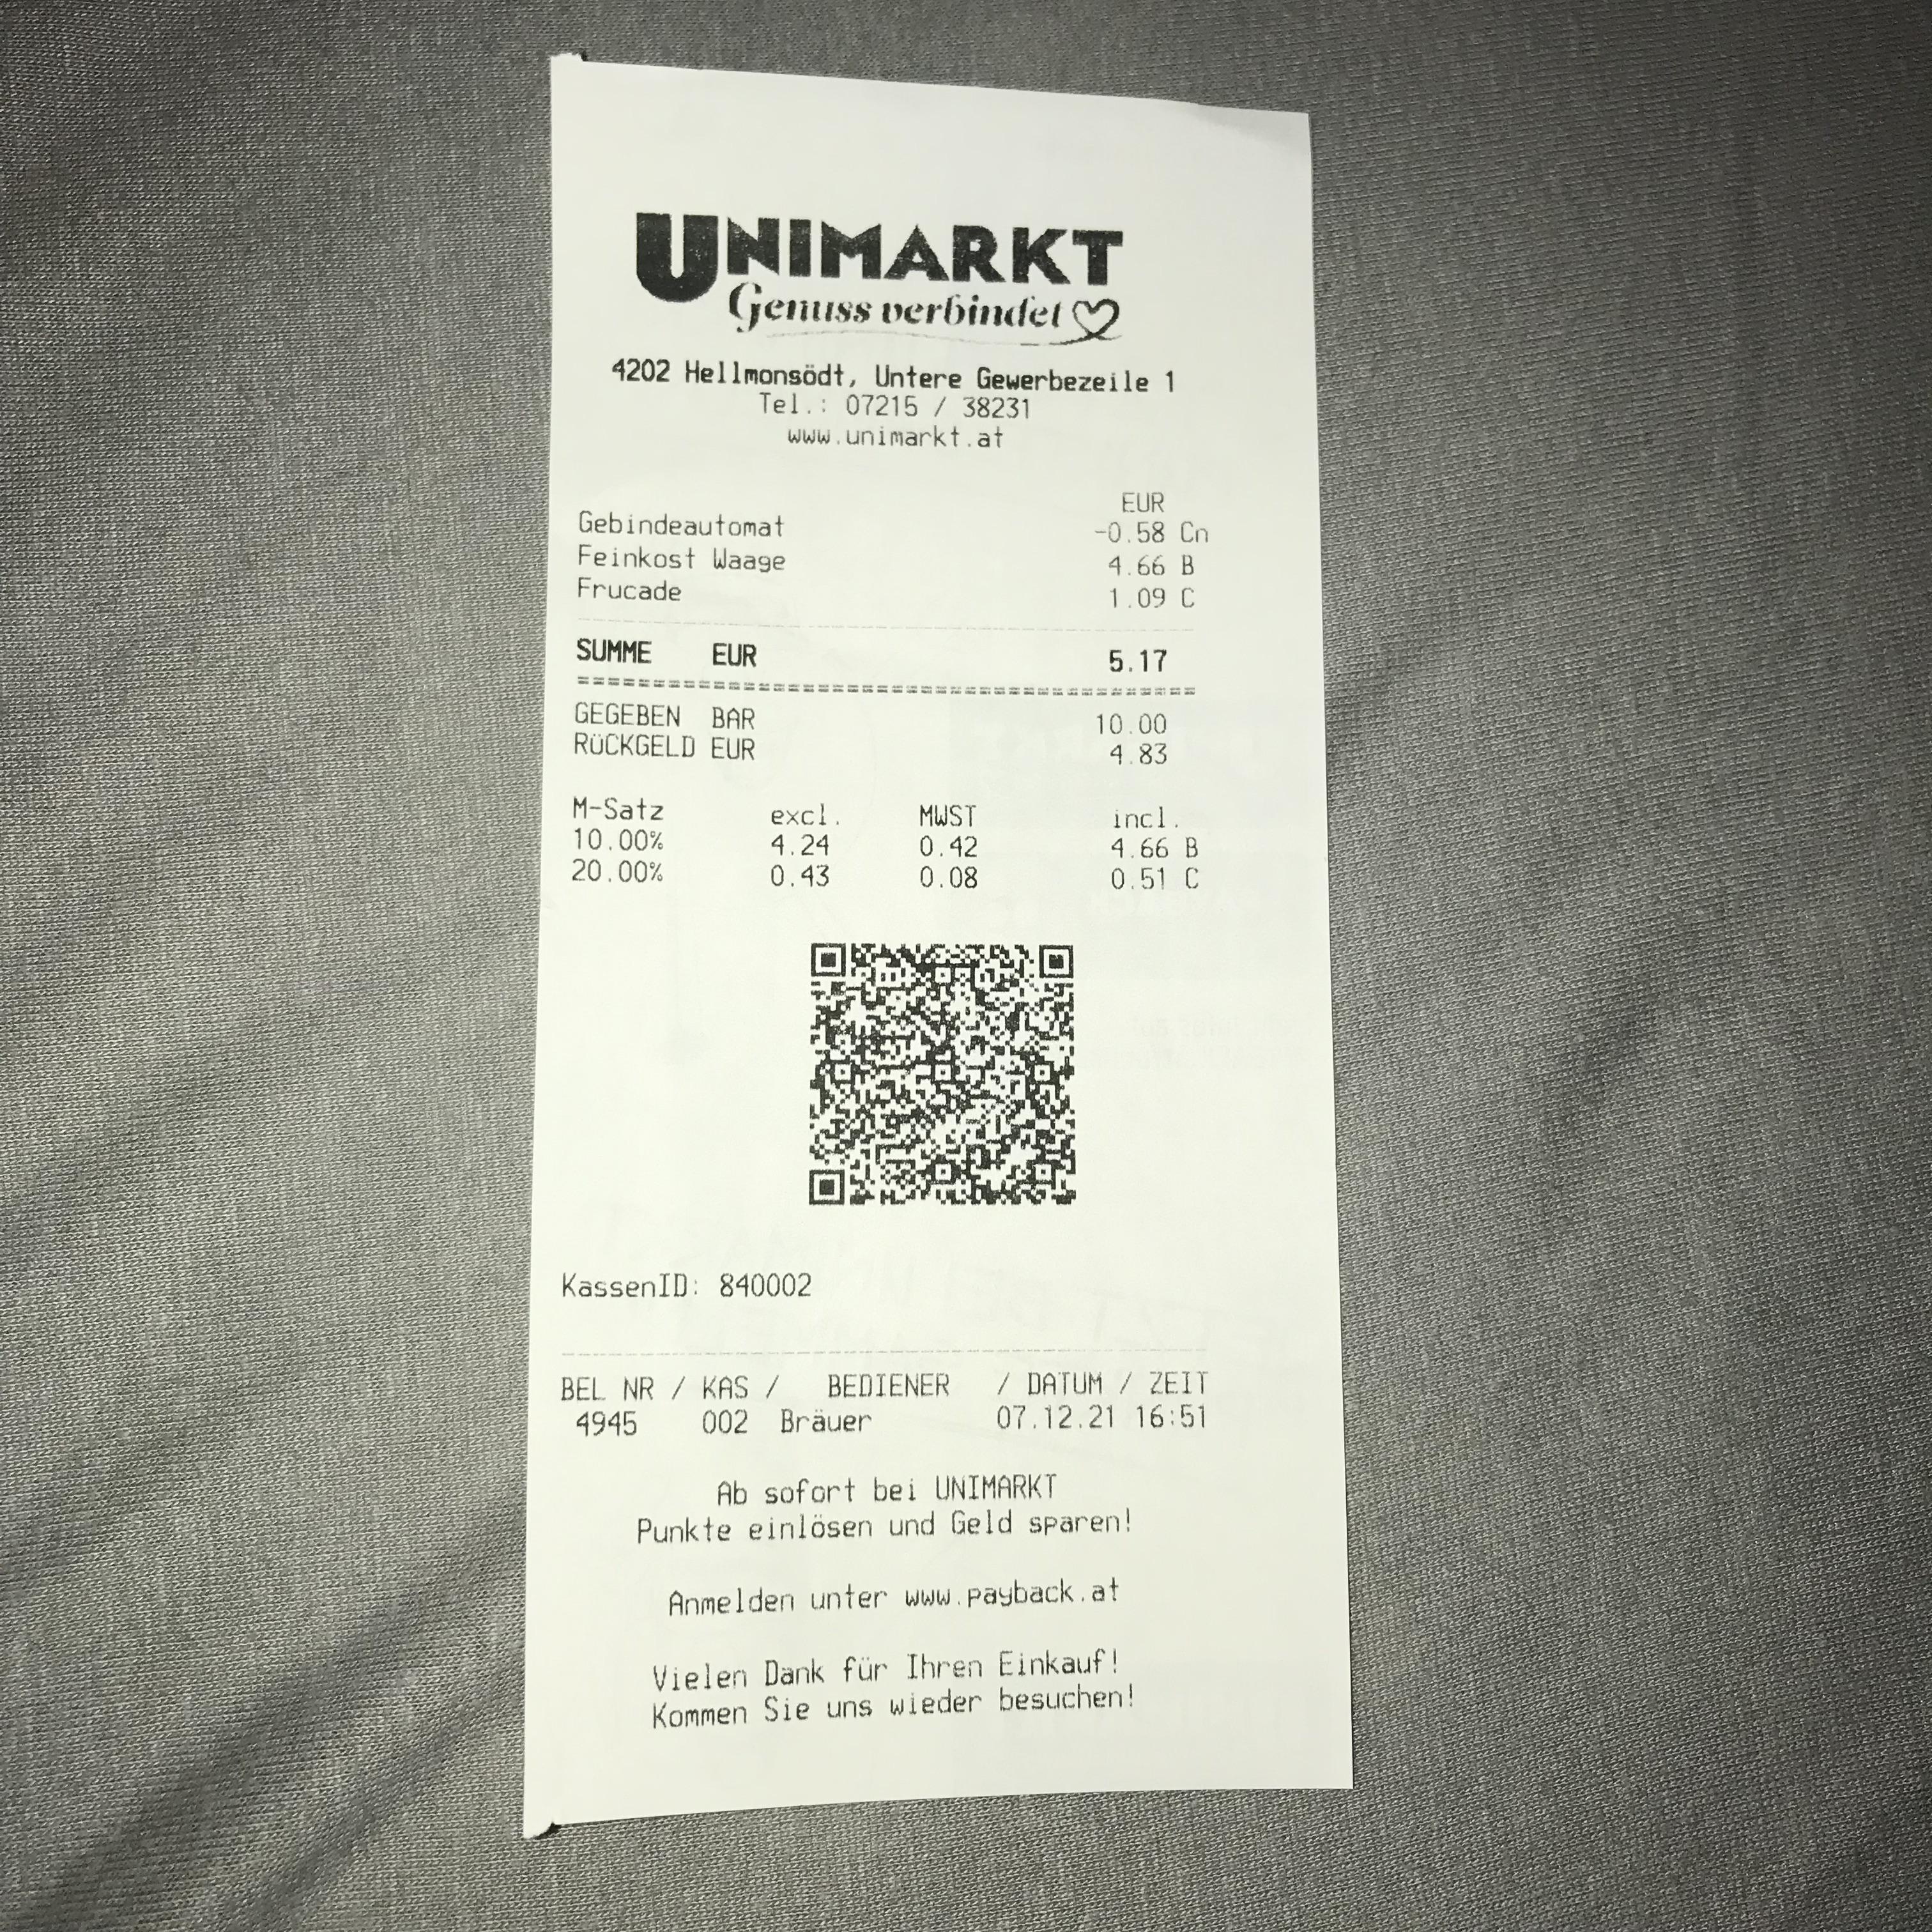 UNIMARKT
Genuss verbindet
4202 Hellmonsödt, Untere Gewerbezeile 1
Tel.: 07215 / 38231
www.unimarkt.at
EUR
Gebindeautomat -0.58 Cn
Feinkost Waage 4.66 B
Frucade 1.09 C
SUMME EUR 5.17
GEGEBEN BAR 10.00
RÜCKGELD EUR 4.83
M-Satz excl. MWST incl.
10.00% 4.24 0.42 4.66 B
20.00% 0.43 0.08 0.51 C
KassenID: 840002
BEL NR / KAS / BEDIENER / DATUM / ZEIT
4945 002 Bräuer 07.12.21 16:51
Ab sofort bei UNIMARKT
Punkte einlösen und Geld sparen!
Anmelden unter www.payback.at
Vielen Dank für Ihren Einkauf!
Kommen Sie uns wieder besuchen!